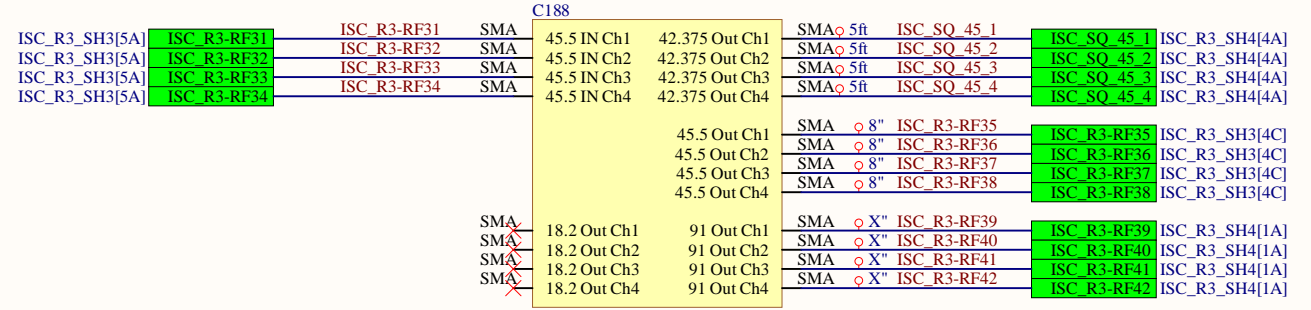 C188
ISC_R3_SH3[5A] ISC_R3-RF31 ISC_R3-RF31 SMA 45.5 IN Ch1 42.375 Out Ch1 SMA 5ft ISC_SQ_45_1 ISC_SQ_45_1 ISC_R3_SH4[4A]
ISC_R3_SH3[5A] ISC_R3-RF32 ISC_R3-RF32 SMA 45.5 IN Ch2 42.375 Out Ch2 SMA 5ft ISC_SQ_45_2 ISC_SQ_45_2 ISC_R3_SH4[4A]
ISC_R3_SH3[5A] ISC_R3-RF33 ISC_R3-RF33 SMA 45.5 IN Ch3 42.375 Out Ch3 SMA 5ft ISC_SQ_45_3 ISC_SQ_45_3 ISC_R3_SH4[4A]
ISC_R3_SH3[5A] ISC_R3-RF34 ISC_R3-RF34 SMA 45.5 IN Ch4 42.375 Out Ch4 SMA 5ft ISC_SQ_45_4 ISC_SQ_45_4 ISC_R3_SH4[4A]
45.5 Out Ch1 SMA 8" ISC_R3-RF35 ISC_R3-RF35 ISC_R3_SH3[4C]
45.5 Out Ch2 SMA 8" ISC_R3-RF36 ISC_R3-RF36 ISC_R3_SH3[4C]
45.5 Out Ch3 SMA 8" ISC_R3-RF37 ISC_R3-RF37 ISC_R3_SH3[4C]
45.5 Out Ch4 SMA 8" ISC_R3-RF38 ISC_R3-RF38 ISC_R3_SH3[4C]
SMA 18.2 Out Ch1 91 Out Ch1 SMA X" ISC_R3-RF39 ISC_R3-RF39 ISC_R3_SH4[1A]
SMA 18.2 Out Ch2 91 Out Ch2 SMA X" ISC_R3-RF40 ISC_R3-RF40 ISC_R3_SH4[1A]
SMA 18.2 Out Ch3 91 Out Ch3 SMA X" ISC_R3-RF41 ISC_R3-RF41 ISC_R3_SH4[1A]
SMA 18.2 Out Ch4 91 Out Ch4 SMA X" ISC_R3-RF42 ISC_R3-RF42 ISC_R3_SH4[1A]